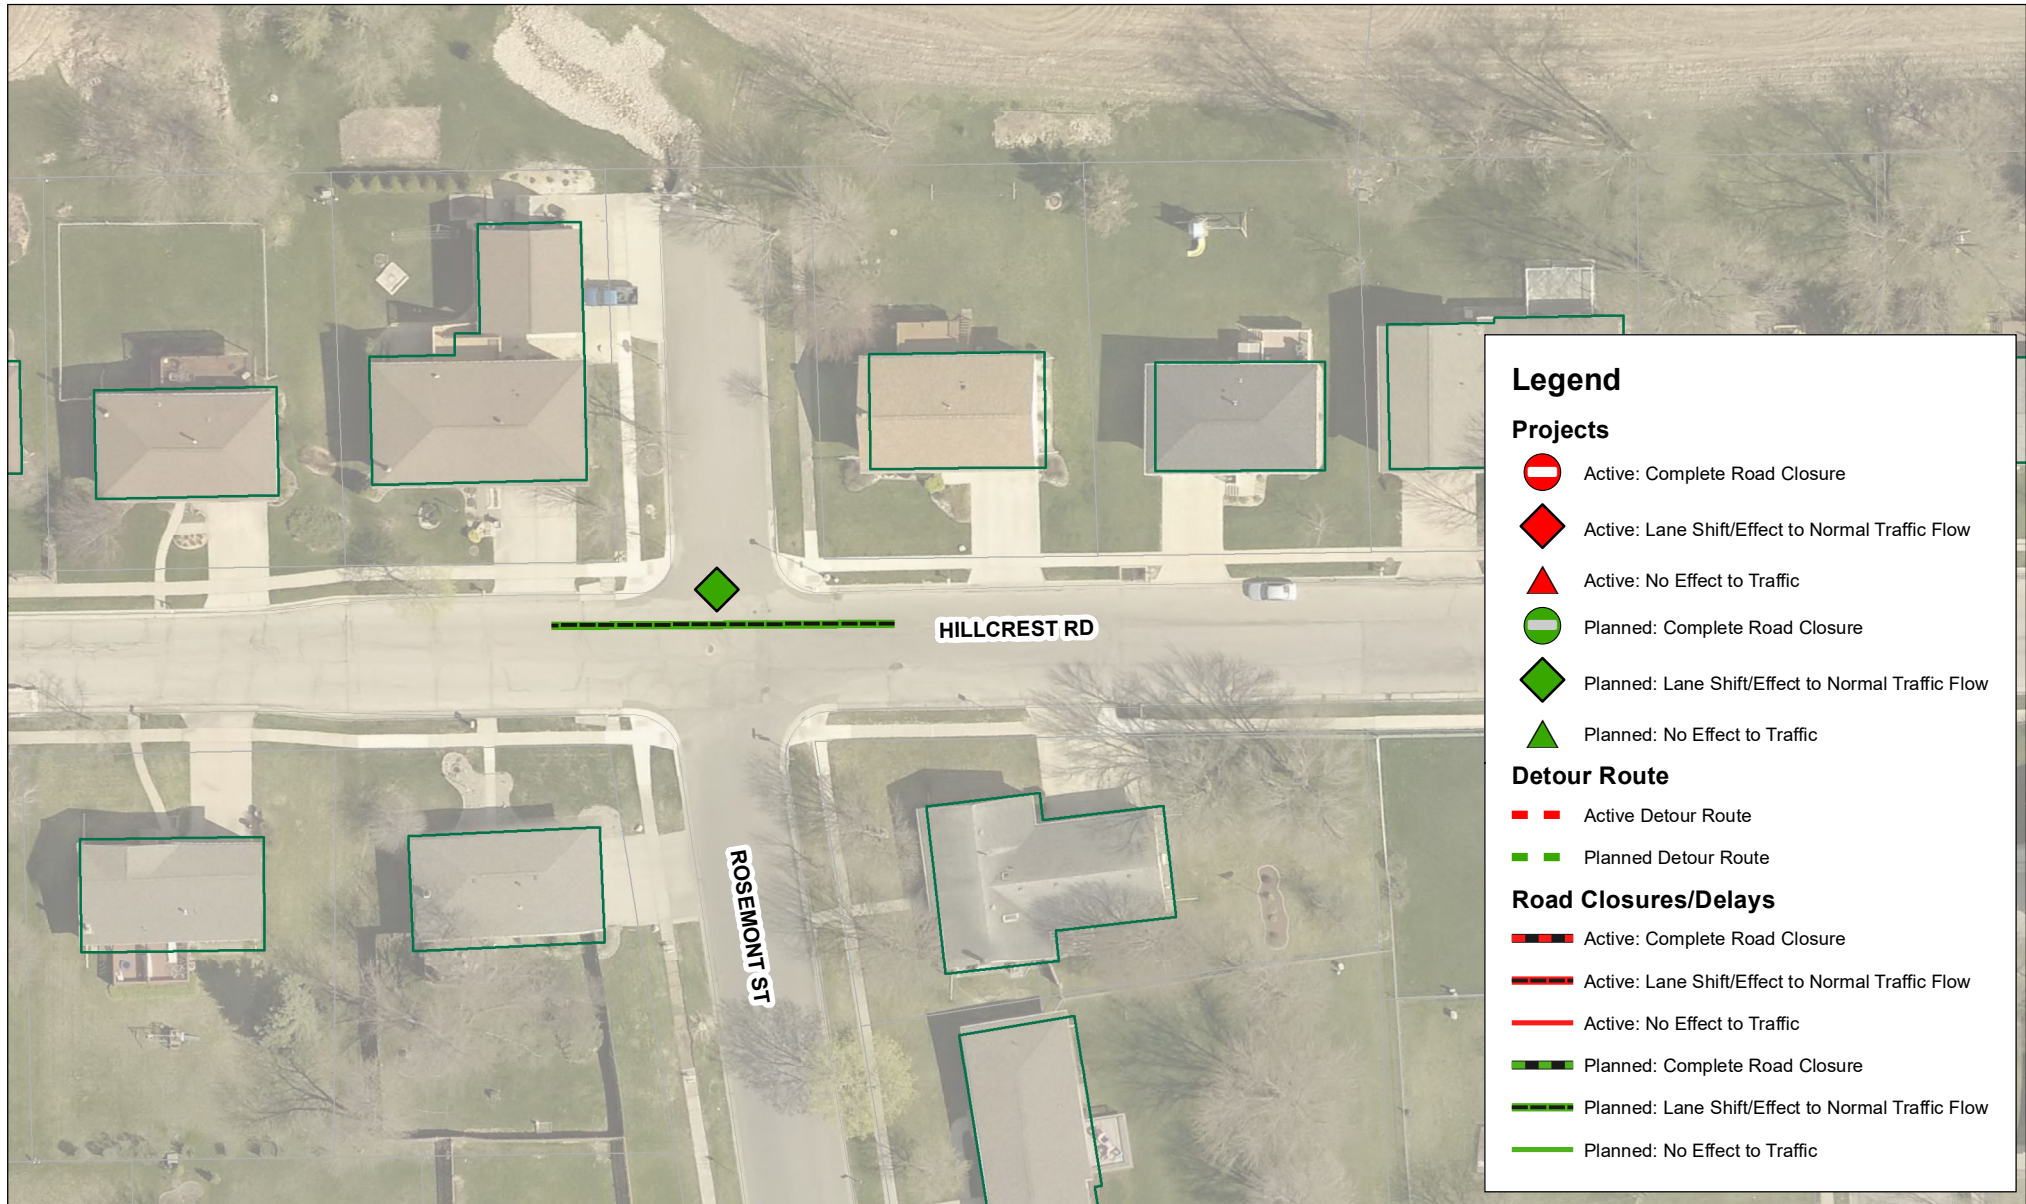 HILLCREST RD
ROSEMONT ST
Legend
Projects
Active: Complete Road Closure
Active: Lane Shift/Effect to Normal Traffic Flow
Active: No Effect to Traffic
Planned: Complete Road Closure
Planned: Lane Shift/Effect to Normal Traffic Flow
Planned: No Effect to Traffic
Detour Route
Active Detour Route
Planned Detour Route
Road Closures/Delays
Active: Complete Road Closure
Active: Lane Shift/Effect to Normal Traffic Flow
Active: No Effect to Traffic
Planned: Complete Road Closure
Planned: Lane Shift/Effect to Normal Traffic Flow
Planned: No Effect to Traffic